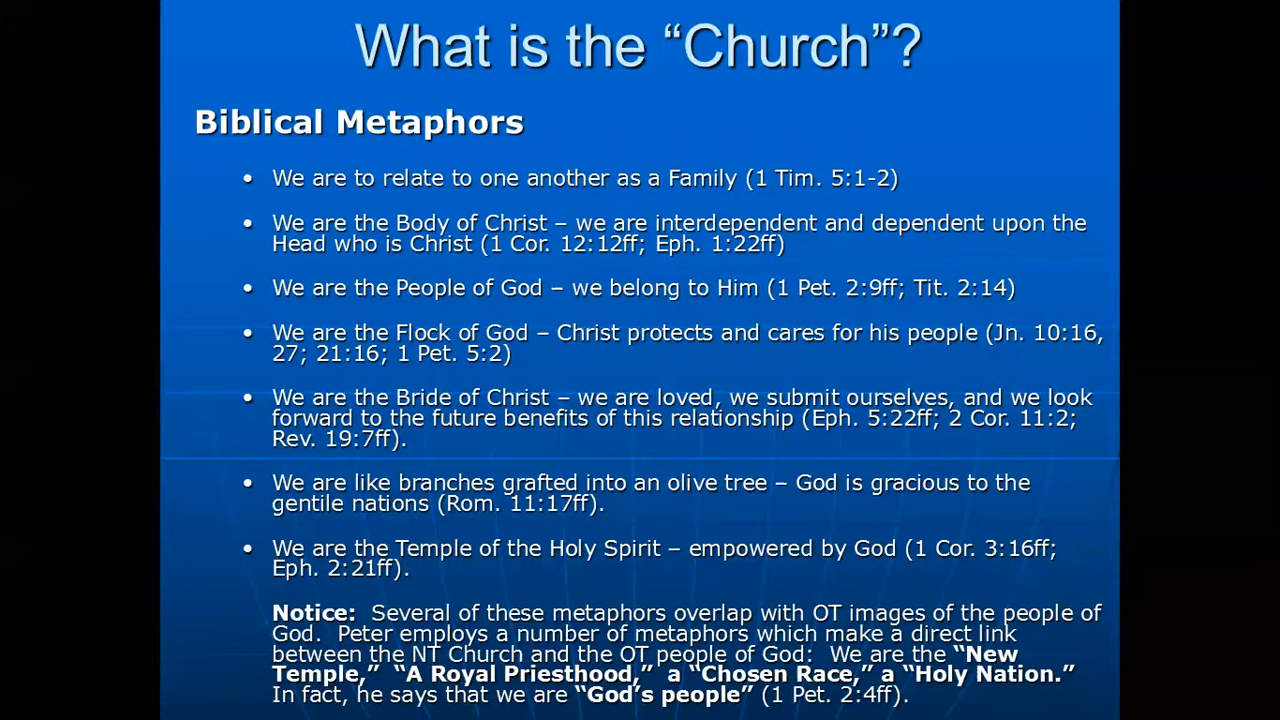 What is the “Church”?
Biblical Metaphors
• We are to relate to one another as a Family (1 Tim. 5:1-2)
• We are the Body of Christ – we are interdependent and dependent upon the
Head who is Christ (1 Cor. 12:12ff; Eph. 1:22ff)
• We are the People of God – we belong to Him (1 Pet. 2:9ff; Tit. 2:14)
• We are the Flock of God – Christ protects and cares for his people (Jn. 10:16,
27; 21:16; 1 Pet. 5:2)
• We are the Bride of Christ – we are loved, we submit ourselves, and we look
forward to the future benefits of this relationship (Eph. 5:22ff; 2 Cor. 11:2;
Rev. 19:7ff).
• We are like branches grafted into an olive tree – God is gracious to the
gentile nations (Rom. 11:17ff).
• We are the Temple of the Holy Spirit – empowered by God (1 Cor. 3:16ff;
Eph. 2:21ff).
Notice: Several of these metaphors overlap with OT images of the people of
God. Peter employs a number of metaphors which make a direct link
between the NT Church and the OT people of God: We are the “New
Temple,” “A Royal Priesthood,” a “Chosen Race,” a “Holy Nation.”
In fact, he says that we are “God’s people” (1 Pet. 2:4ff).